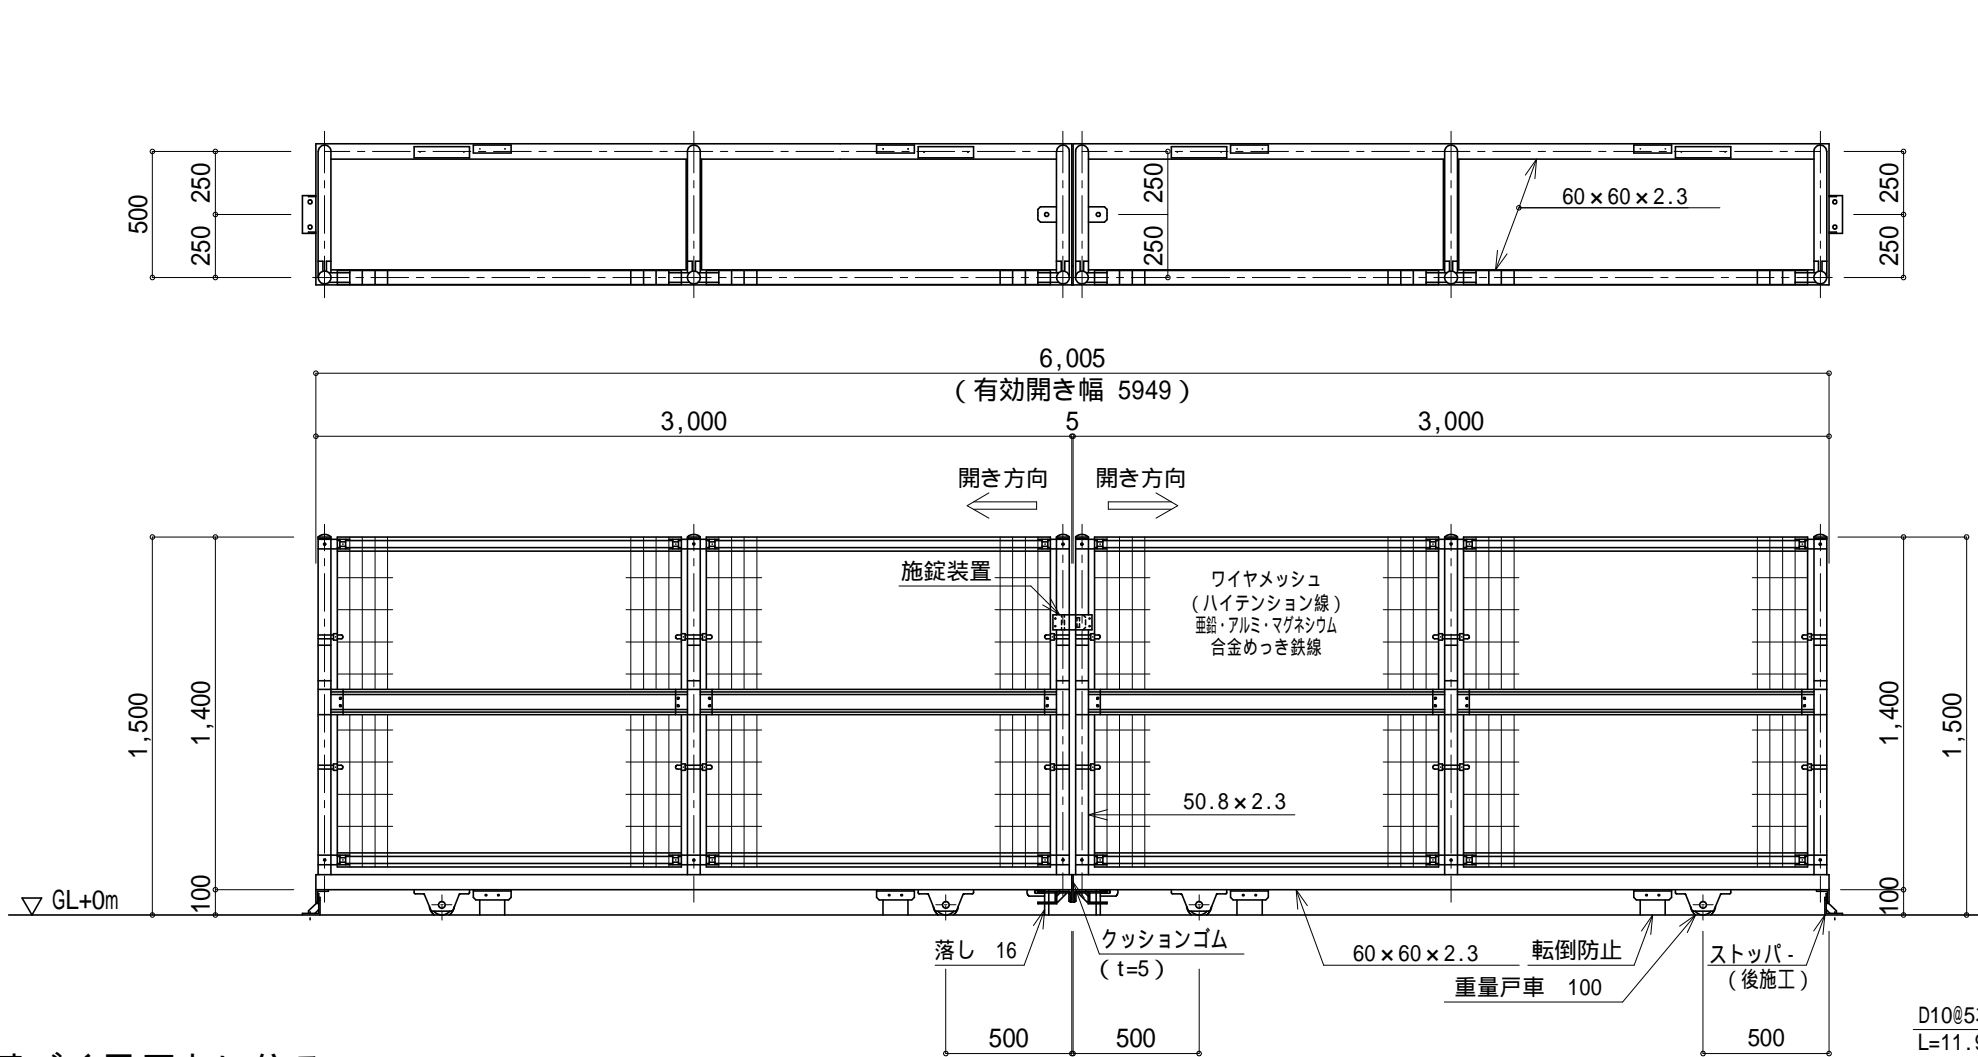 500
250
250
250
250
60×60×2.3
250
250
6,005
(有効開き幅 5949)
3,000
5
3,000
開き方向
開き方向
施錠装置
ワイヤメッシュ
(ハイテンション線)
亜鉛・アルミ・マグネシウム
合金めっき鉄線
1,500
1,400
100
1,400
1,500
100
50.8×2.3
GL+0m
落し 16
クッションゴム
(t=5)
60×60×2.3
転倒防止
重量戸車 100
ストッパ-
(後施工)
500
500
500
D10@5
L=11.9